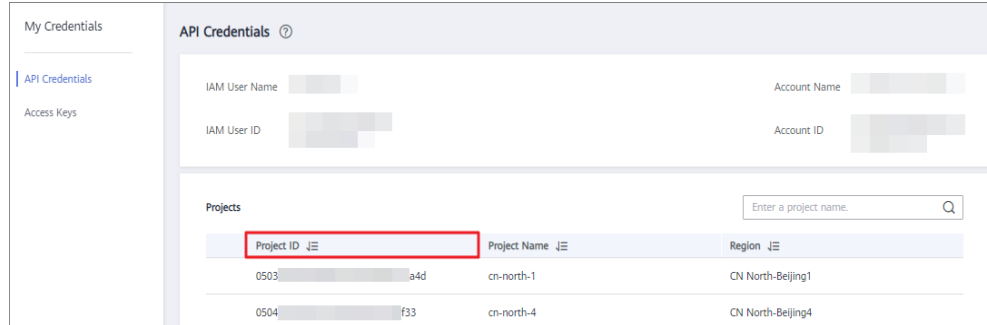 My Credentials
API Credentials
Access Keys
API Credentials ?
IAM User Name
Account Name
IAM User ID
Account ID
Projects
Enter a project name.
Project ID Project Name Region
0503 a4d cn-north-1 CN North-Beijing1
0504 f33 cn-north-4 CN North-Beijing4